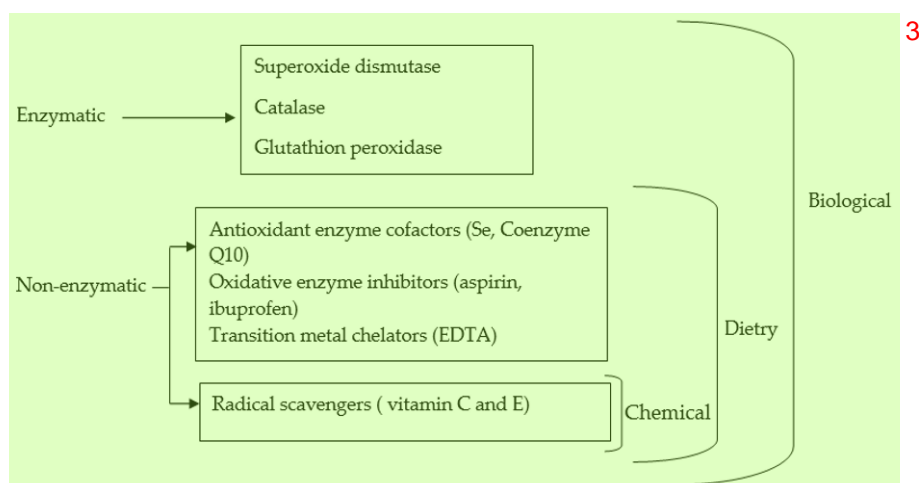 3
Enzymatic
Superoxide dismutase
Catalase
Glutathion peroxidase
Biological
Non-enzymatic
Antioxidant enzyme cofactors (Se, Coenzyme
Q10)
Oxidative enzyme inhibitors (aspirin,
ibuprofen)
Transition metal chelators (EDTA)
Dietry
Radical scavengers ( vitamin C and E)
Chemical